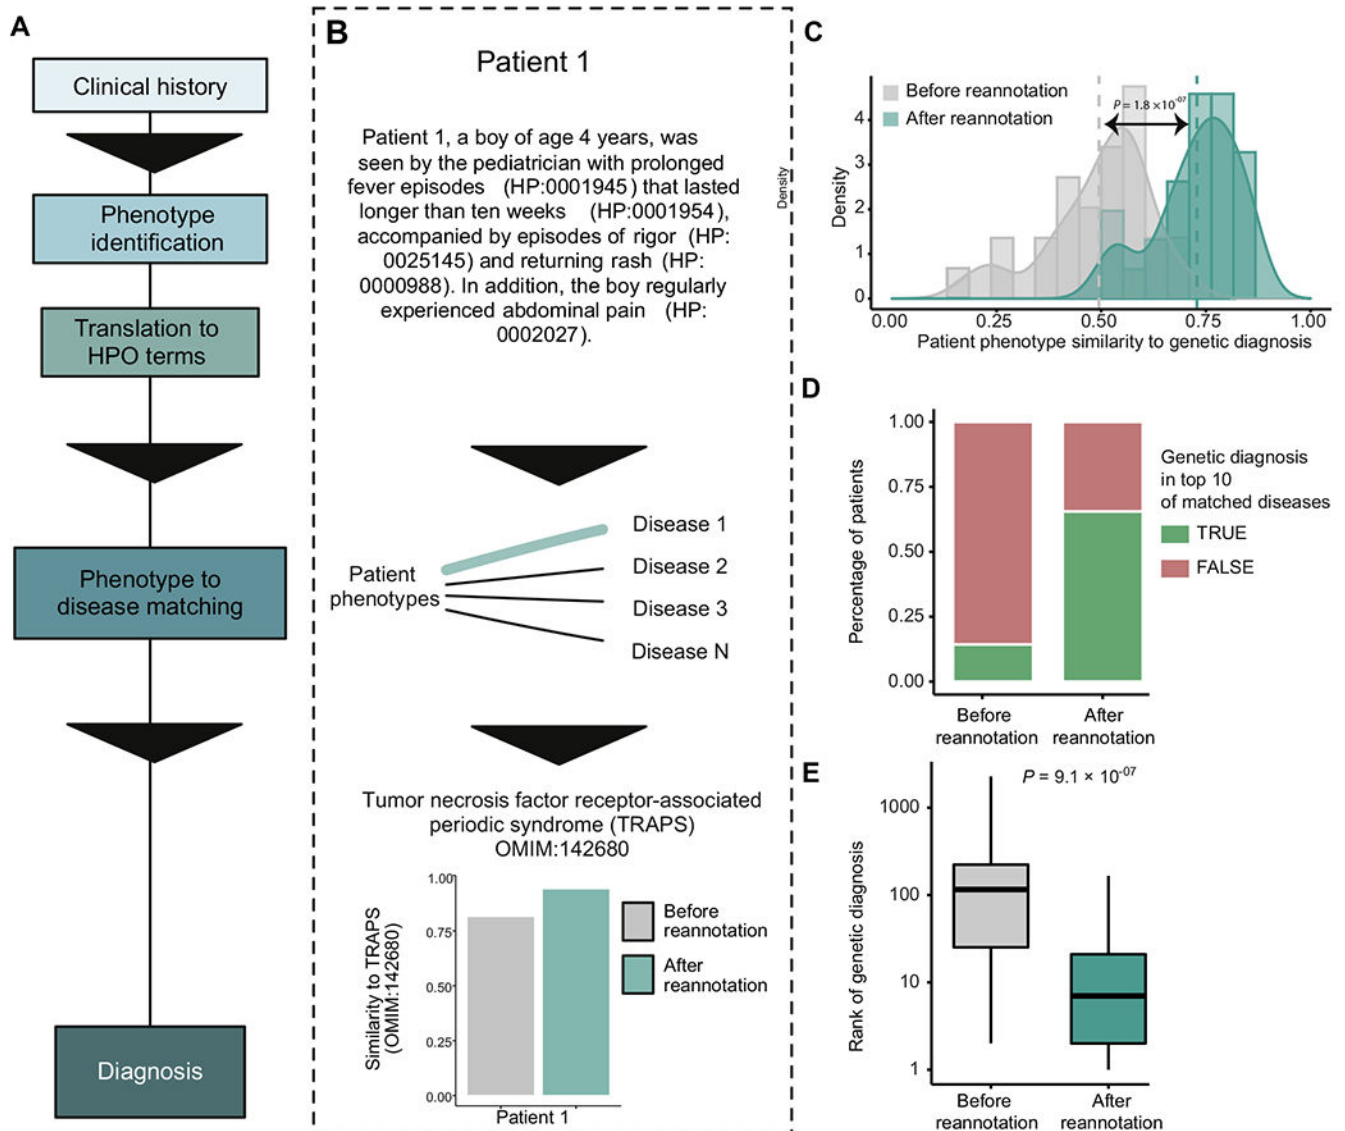 A
Clinical history
Phenotype
identification
Translation to
HPO terms
Phenotype to
disease matching
Diagnosis
B
Patient 1
Patient 1, a boy of age 4 years, was
seen by the pediatrician with prolonged
fever episodes (HP:0001945) that lasted
longer than ten weeks (HP:0001954),
accompanied by episodes of rigor (HP:
0025145) and returning rash (HP:
0000988). In addition, the boy regularly
experienced abdominal pain (HP:
0002027).
Patient
phenotypes
Disease 1
Disease 2
Disease 3
Disease N
Tumor necrosis factor receptor-associated
periodic syndrome (TRAPS)
OMIM:142680
Similarity to TRAPS
(OMIM:142680)
1.00
0.75
0.50
0.25
0.00
Patient 1
Before
reannotation
After
reannotation
Density
C
Before reannotation
After reannotation
P = 1.8 ×10-07
Density
4
3
2
1
0
0.00 0.25 0.50 0.75 1.00
Patient phenotype similarity to genetic diagnosis
D
Percentage of patients
1.00
0.75
0.50
0.25
0.00
Before
reannotation
After
reannotation
Genetic diagnosis
in top 10
of matched diseases
TRUE
FALSE
E
P = 9.1 × 10-07
Rank of genetic diagnosis
1000
100
10
1
Before
reannotation
After
reannotation